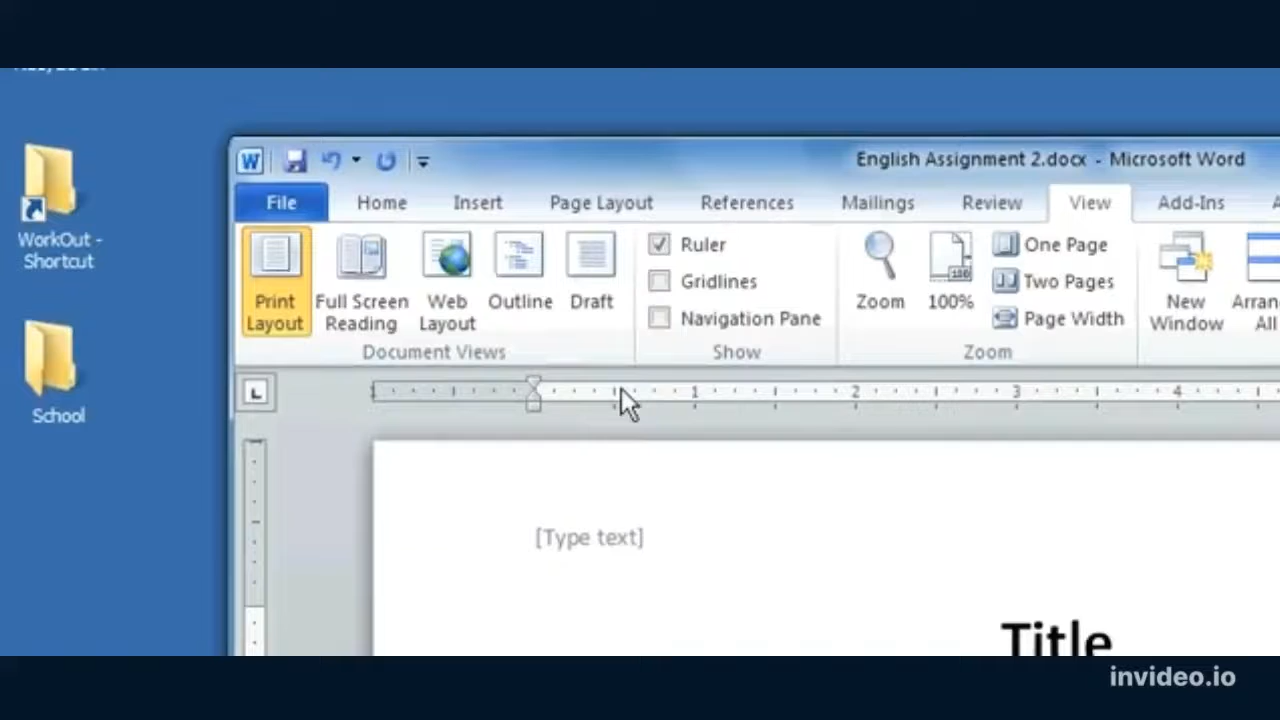 English Assignment 2.docx - Microsoft Word
File Home Insert Page Layout References Mailings Review View Add-Ins
WorkOut -
Shortcut
Print
Layout
Full Screen
Reading
Web
Layout
Outline
Draft
Document Views
Ruler
Gridlines
Navigation Pane
Show
Zoom
100%
One Page
Two Pages
Page Width
Zoom
New
Window
All
1 1 2 3 4
School
[Type text]
Title
invideo.io